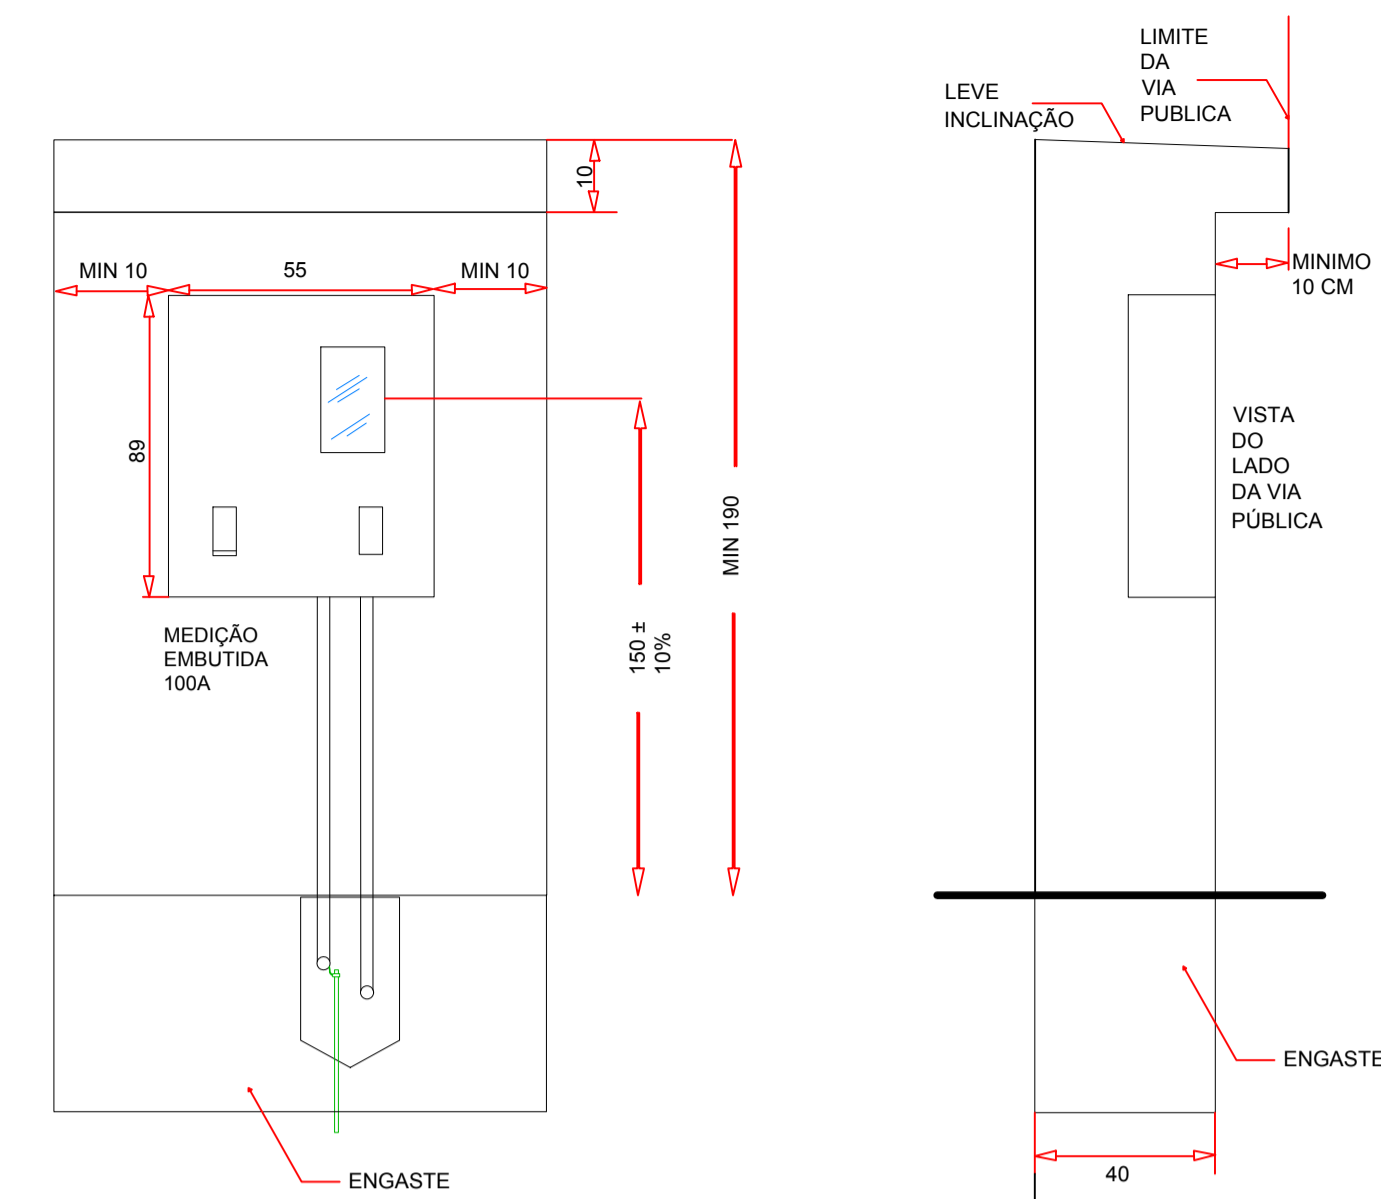 LIMITE
DA
VIA
PUBLICA
LEVE
INCLINAÇÃO
10
MIN 10
55
MIN 10
MINIMO
10 CM
89
VISTA
DO
LADO
DA VIA
PÚBLICA
MIN 190
150 ±
10%
MEDIÇÃO
EMBUTIDA
100A
ENGASTE
40
ENGASTE